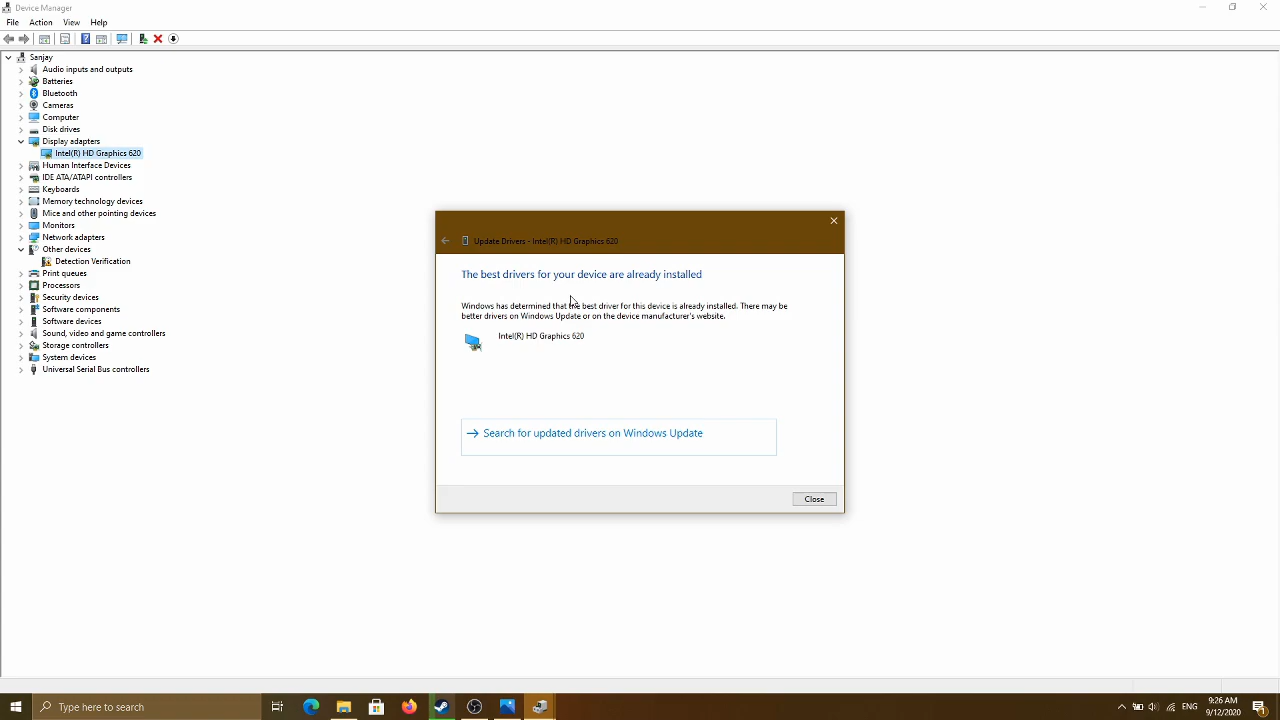 Device Manager
File Action View Help
Sanjay
Audio inputs and outputs
Batteries
Bluetooth
Cameras
Computer
Disk drives
Display adapters
Intel(R) HD Graphics 620
Human Interface Devices
IDE ATA/ATAPI controllers
Keyboards
Memory technology devices
Mice and other pointing devices
Monitors
Network adapters
Other devices
Detection Verification
Print queues
Processors
Security devices
Software components
Software devices
Sound, video and game controllers
Storage controllers
System devices
Universal Serial Bus controllers
Update Drivers - Intel(R) HD Graphics 620
The best drivers for your device are already installed
Windows has determined that the best driver for this device is already installed. There may be
better drivers on Windows Update or on the device manufacturer's website.
Intel(R) HD Graphics 620
Search for updated drivers on Windows Update
Close
Type here to search
ENG
9:26 AM
9/12/2020